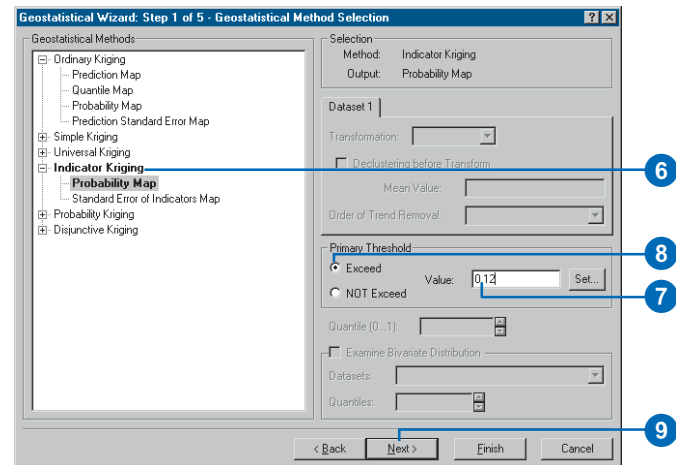 Geostatistical Wizard: Step 1 of 5 - Geostatistical Method Selection
Geostatistical Methods
Ordinary Kriging
Prediction Map
Quantile Map
Probability Map
Prediction Standard Error Map
Simple Kriging
Universal Kriging
Indicator Kriging
Probability Map
Standard Error of Indicators Map
Probability Kriging
Disjunctive Kriging
Selection
Method: Indicator Kriging
Output: Probability Map
Dataset 1
Transformation:
Declustering before Transform
Mean Value:
Order of Trend Removal:
Primary Threshold
Exceed
Value: 0.12 Set...
NOT Exceed
Quantile (0...1):
Examine Bivariate Distribution
Datasets:
Quantiles:
< Back Next > Finish Cancel
6
8
7
9